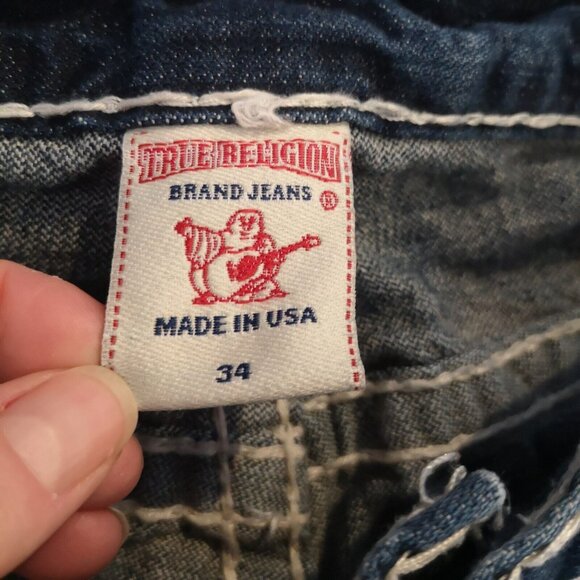 TRUE RELIGION
BRAND JEANS ®
MADE IN USA
34